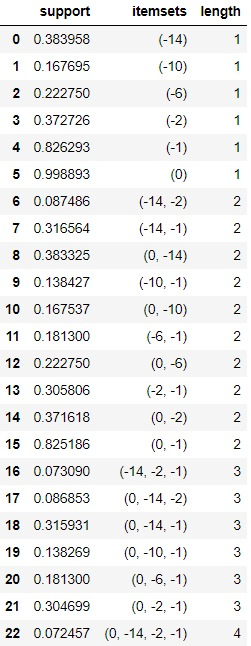 support itemsets length
0 0.383958 (-14) 1
1 0.167695 (-10) 1
2 0.222750 (-6) 1
3 0.372726 (-2) 1
4 0.826293 (-1) 1
5 0.998893 (0) 1
6 0.087486 (-14, -2) 2
7 0.316564 (-14, -1) 2
8 0.383325 (0, -14) 2
9 0.138427 (-10, -1) 2
10 0.167537 (0, -10) 2
11 0.181300 (-6, -1) 2
12 0.222750 (0, -6) 2
13 0.305806 (-2, -1) 2
14 0.371618 (0, -2) 2
15 0.825186 (0, -1) 2
16 0.073090 (-14, -2, -1) 3
17 0.086853 (0, -14, -2) 3
18 0.315931 (0, -14, -1) 3
19 0.138269 (0, -10, -1) 3
20 0.181300 (0, -6, -1) 3
21 0.304699 (0, -2, -1) 3
22 0.072457 (0, -14, -2, -1) 4